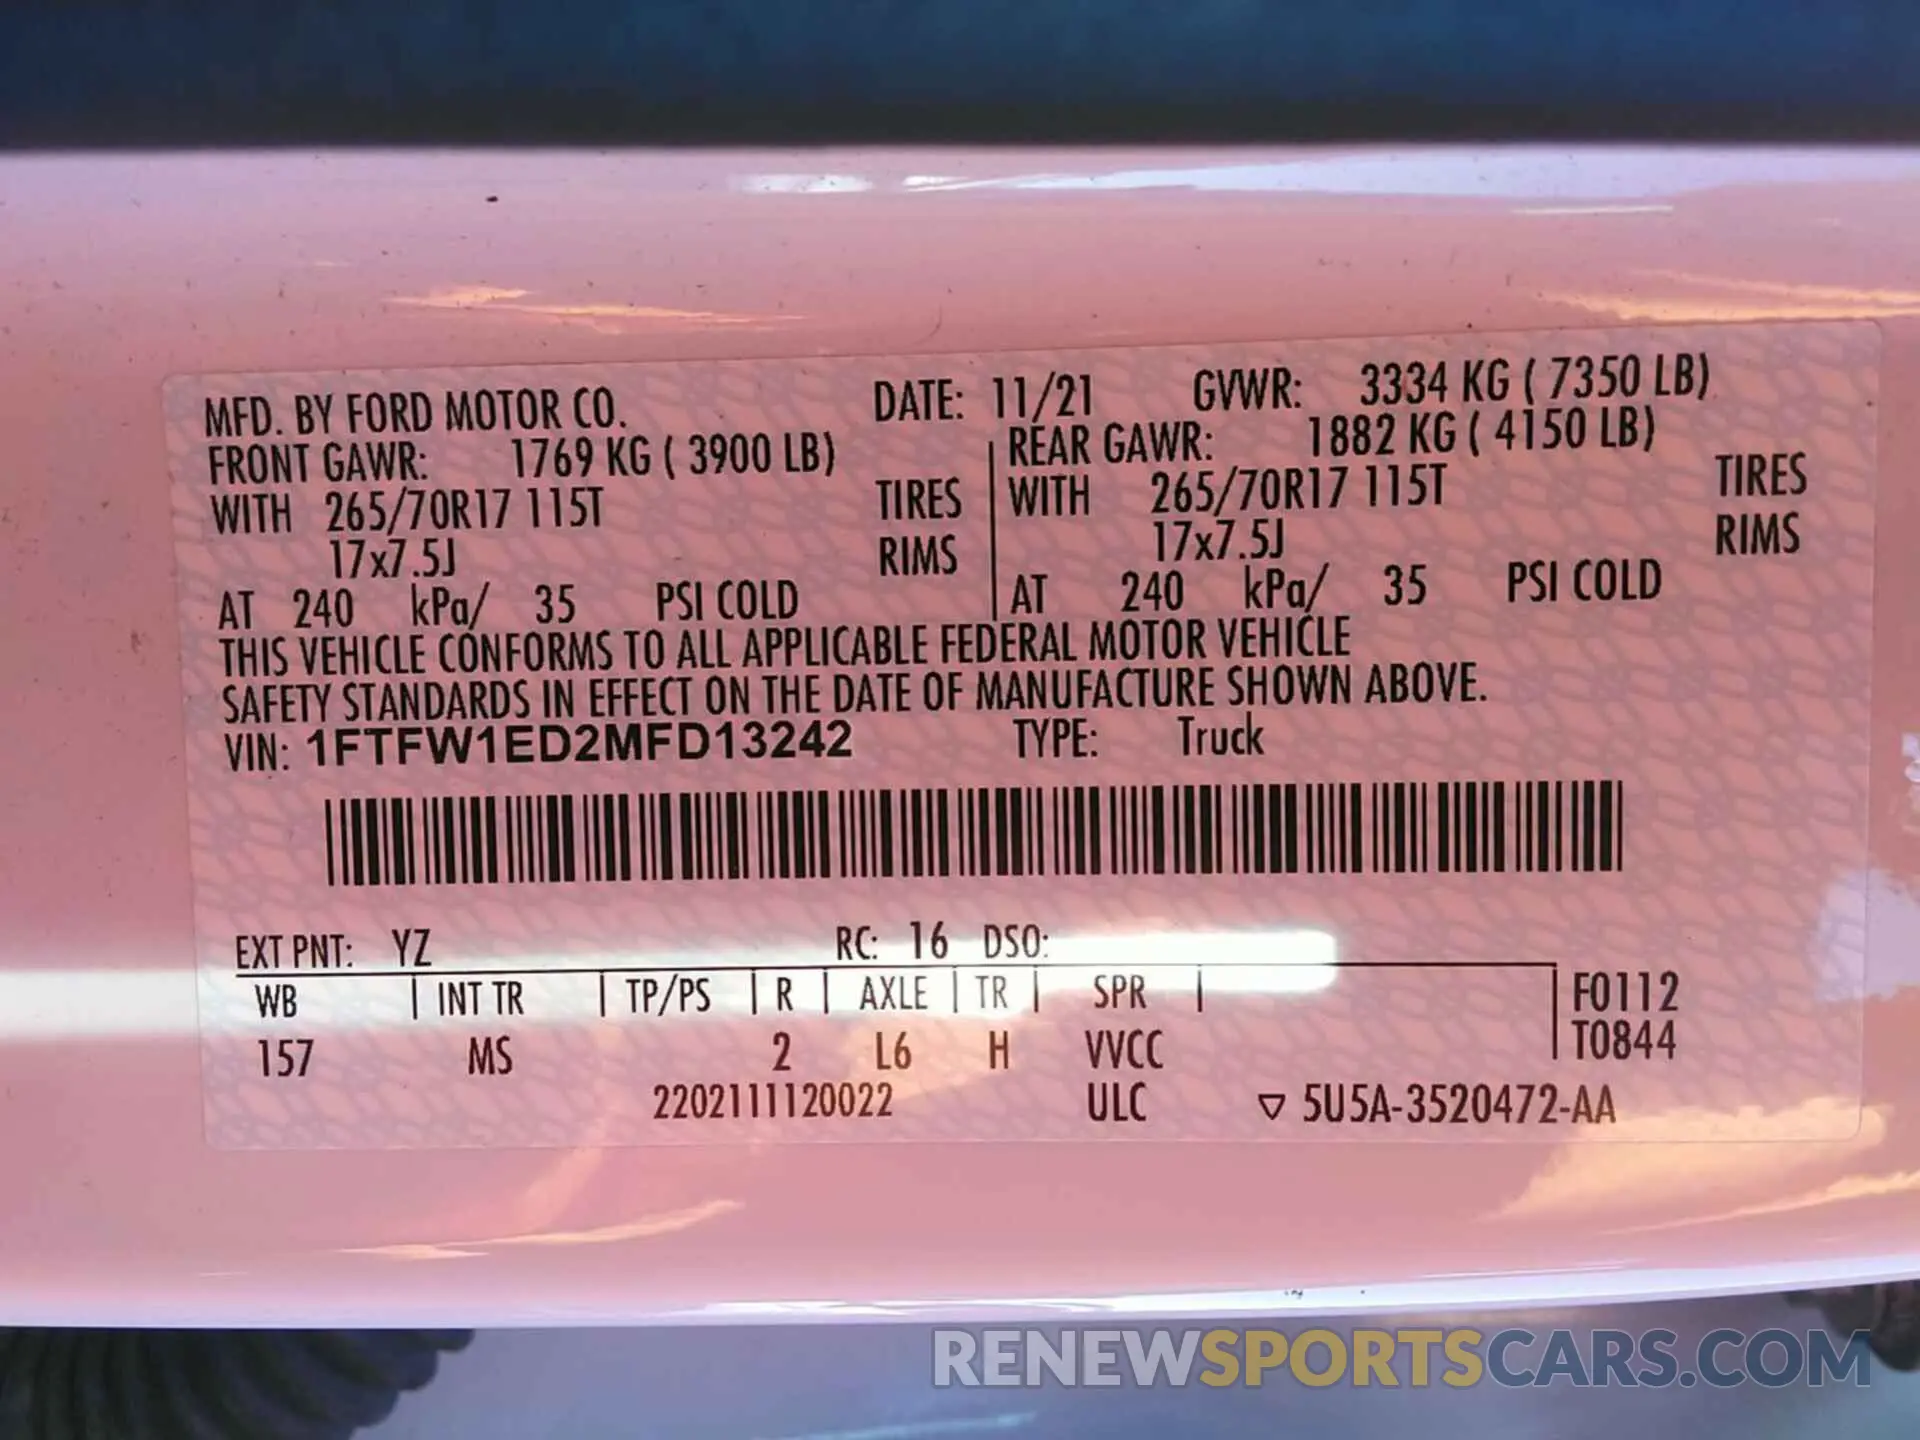 MFD. BY FORD MOTOR CO. DATE: 11/21 GVWR: 3334 KG ( 7350 LB)
FRONT GAWR: 1769 KG ( 3900 LB) REAR GAWR: 1882 KG ( 4150 LB)
WITH 265/70R17 115T TIRES WITH 265/70R17 115T TIRES
17x7.5J RIMS 17x7.5J RIMS
AT 240 kPa/ 35 PSI COLD AT 240 kPa/ 35 PSI COLD
THIS VEHICLE CONFORMS TO ALL APPLICABLE FEDERAL MOTOR VEHICLE
SAFETY STANDARDS IN EFFECT ON THE DATE OF MANUFACTURE SHOWN ABOVE.
VIN: 1FTFW1ED2MFD13242 TYPE: Truck
EXT PNT: YZ RC: 16 DSO:
WB INT TR TP/PS R AXLE TR SPR F0112
157 MS 2 L6 H VVCC T0844
2202111120022 ULC ▽ 5U5A-3520472-AA
RENEWSPORTSCARS.COM